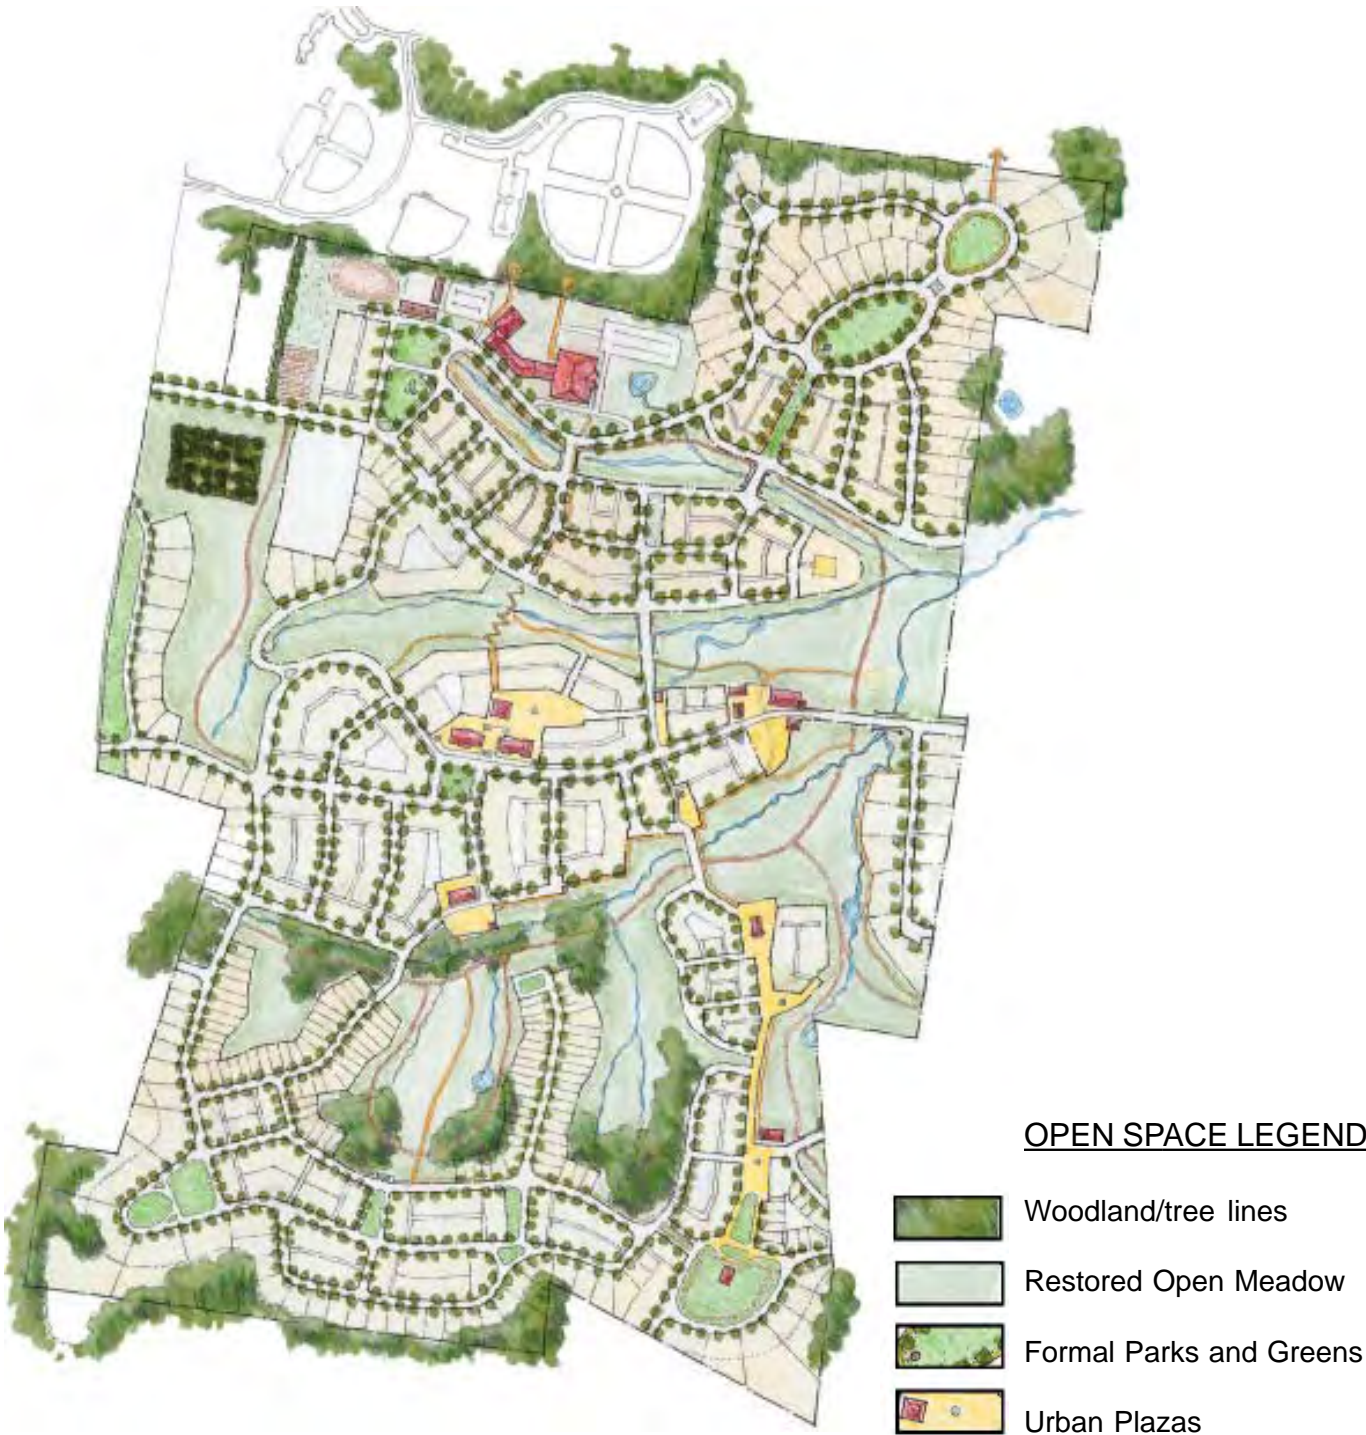 OPEN SPACE LEGEND
Woodland/tree lines
Restored Open Meadow
Formal Parks and Greens
Urban Plazas